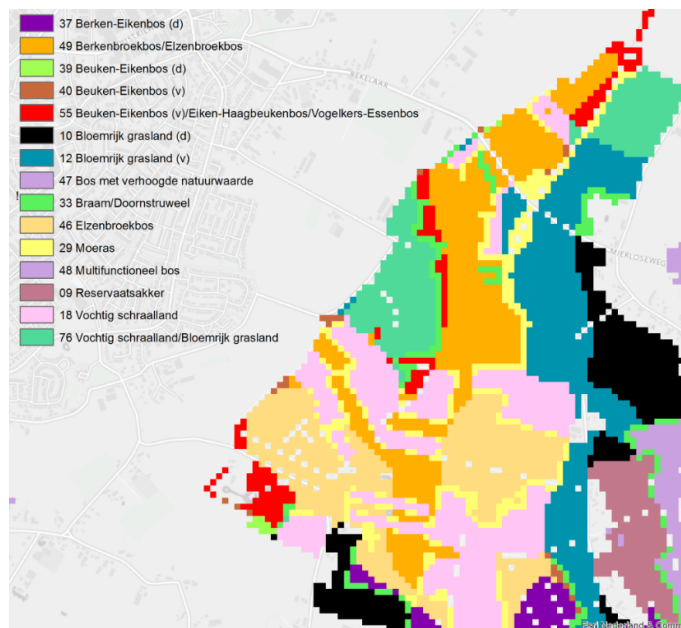 37 Berken-Eikenbos (d)
49 Berkenbroekbos/Elzenbroekbos
39 Beuken-Eikenbos (d)
40 Beuken-Eikenbos (v)
55 Beuken-Eikenbos (v)/Eiken-Haagbeukenbos/Vogelkers-Essenbos
10 Bloemrijk grasland (d)
12 Bloemrijk grasland (v)
47 Bos met verhoogde natuurwaarde
33 Braam/Doornstruweel
46 Elzenbroekbos
29 Moeras
48 Multifunctioneel bos
09 Reservaatsakker
18 Vochtig schraalland
76 Vochtig schraalland/Bloemrijk grasland
MIERLOSEWEG